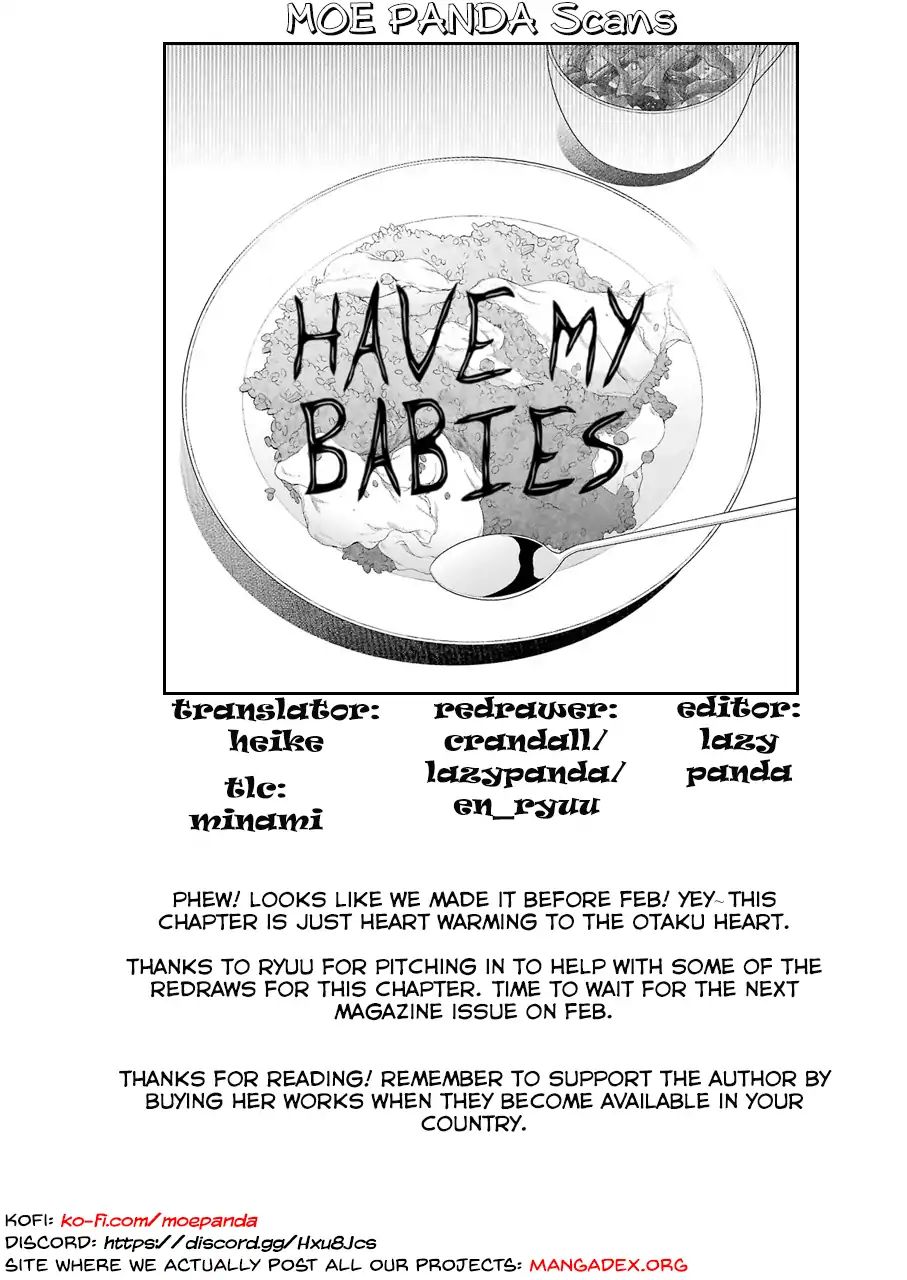 MOE PANDA Scans
HAVE MY
BABIES
translator:
heike
tlc:
minami
redrawer:
crandall/
lazypanda/
en_ryuu
editor:
lazy
panda
PHEW! LOOKS LIKE WE MADE IT BEFORE FEB! YEY~ THIS
CHAPTER IS JUST HEART WARMING TO THE OTAKU HEART.
THANKS TO RYUU FOR PITCHING IN TO HELP WITH SOME OF THE
REDRAWS FOR THIS CHAPTER. TIME TO WAIT FOR THE NEXT
MAGAZINE ISSUE ON FEB.
THANKS FOR READING! REMEMBER TO SUPPORT THE AUTHOR BY
BUYING HER WORKS WHEN THEY BECOME AVAILABLE IN YOUR
COUNTRY.
KOFI: ko-fi.com/moepanda
DISCORD: https://discord.gg/Hxu8Jcs
SITE WHERE WE ACTUALLY POST ALL OUR PROJECTS: MANGADEX.ORG